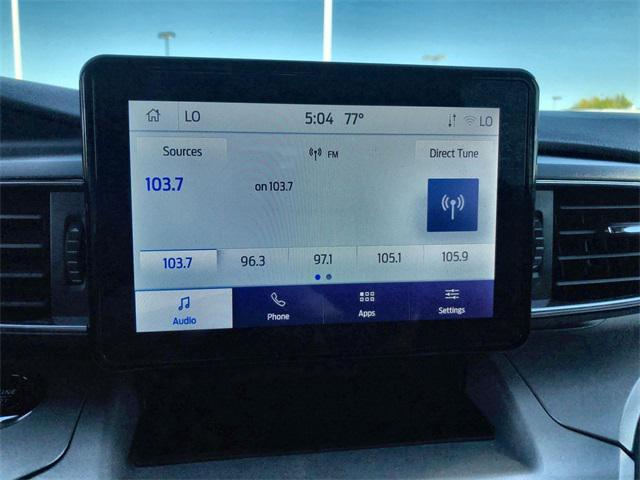 LO 5:04 77° LO
Sources FM Direct Tune
103.7 on 103.7
103.7 96.3 97.1 105.1 105.9
Audio Phone Apps Settings